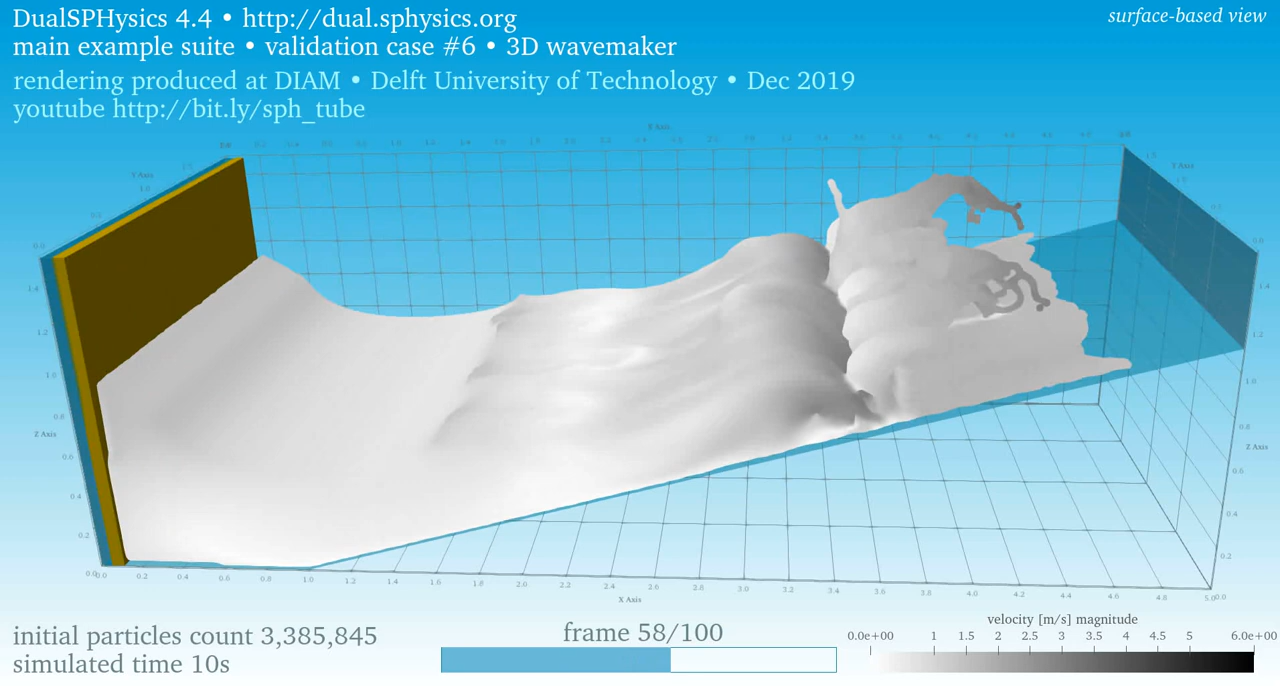 DualSPHysics 4.4 • http://dual.sphysics.org
surface-based view
main example suite • validation case #6 • 3D wavemaker
rendering produced at DIAM • Delft University of Technology • Dec 2019
youtube http://bit.ly/sph_tube
Y Axis
Y Axis
Z Axis
Z Axis
0.0 0.2 0.4 0.6 0.8 1.0 1.2 1.4 1.6 1.8 2.0 2.2 2.4 2.6 2.8 3.0 3.2 3.4 3.6 3.8 4.0 4.2 4.4 4.6 4.8 5.0
X Axis
initial particles count 3,385,845
simulated time 10s
frame 58/100
velocity [m/s] magnitude
0.0e+00 1 1.5 2 2.5 3 3.5 4 4.5 5 6.0e+00